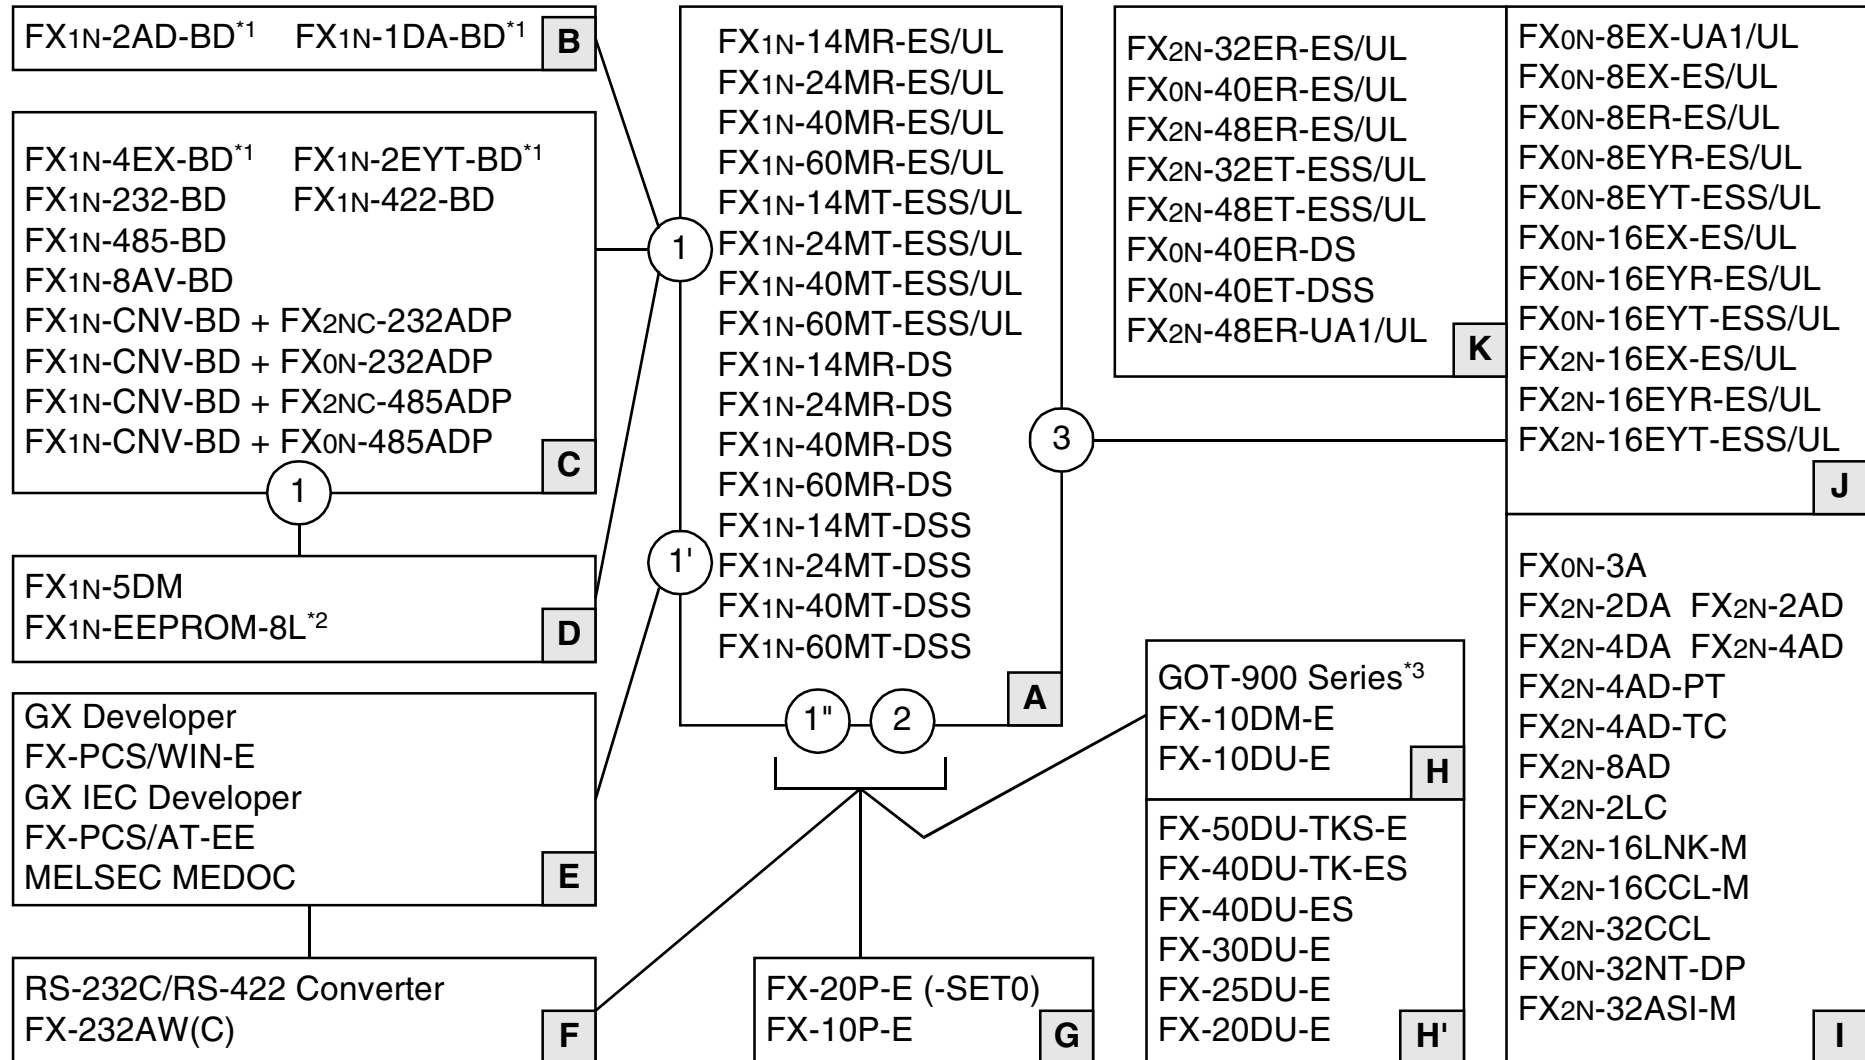 FX1N-2AD-BD*1 FX1N-1DA-BD*1
B
FX1N-4EX-BD*1 FX1N-2EYT-BD*1
FX1N-232-BD FX1N-422-BD
FX1N-485-BD
FX1N-8AV-BD
FX1N-CNV-BD + FX2NC-232ADP
FX1N-CNV-BD + FX0N-232ADP
FX1N-CNV-BD + FX2NC-485ADP
FX1N-CNV-BD + FX0N-485ADP
C
1
FX1N-5DM
FX1N-EEPROM-8L*2
D
GX Developer
FX-PCS/WIN-E
GX IEC Developer
FX-PCS/AT-EE
MELSEC MEDOC
E
RS-232C/RS-422 Converter
FX-232AW(C)
F
1
1'
FX1N-14MR-ES/UL
FX1N-24MR-ES/UL
FX1N-40MR-ES/UL
FX1N-60MR-ES/UL
FX1N-14MT-ESS/UL
FX1N-24MT-ESS/UL
FX1N-40MT-ESS/UL
FX1N-60MT-ESS/UL
FX1N-14MR-DS
FX1N-24MR-DS
FX1N-40MR-DS
FX1N-60MR-DS
FX1N-14MT-DSS
FX1N-24MT-DSS
FX1N-40MT-DSS
FX1N-60MT-DSS
A
1" 2
3
FX-20P-E (-SET0)
FX-10P-E
G
GOT-900 Series*3
FX-10DM-E
FX-10DU-E
H
FX-50DU-TKS-E
FX-40DU-TK-ES
FX-40DU-ES
FX-30DU-E
FX-25DU-E
FX-20DU-E
H'
FX2N-32ER-ES/UL
FX0N-40ER-ES/UL
FX2N-48ER-ES/UL
FX2N-32ET-ESS/UL
FX2N-48ET-ESS/UL
FX0N-40ER-DS
FX0N-40ET-DSS
FX2N-48ER-UA1/UL
K
FX0N-8EX-UA1/UL
FX0N-8EX-ES/UL
FX0N-8ER-ES/UL
FX0N-8EYR-ES/UL
FX0N-8EYT-ESS/UL
FX0N-16EX-ES/UL
FX0N-16EYR-ES/UL
FX0N-16EYT-ESS/UL
FX2N-16EX-ES/UL
FX2N-16EYR-ES/UL
FX2N-16EYT-ESS/UL
J
FX0N-3A
FX2N-2DA FX2N-2AD
FX2N-4DA FX2N-4AD
FX2N-4AD-PT
FX2N-4AD-TC
FX2N-8AD
FX2N-2LC
FX2N-16LNK-M
FX2N-16CCL-M
FX2N-32CCL
FX0N-32NT-DP
FX2N-32ASI-M
I